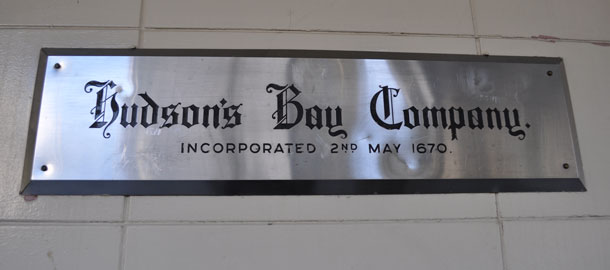 Hudson's Bay Company.
INCORPORATED 2ND MAY 1670.